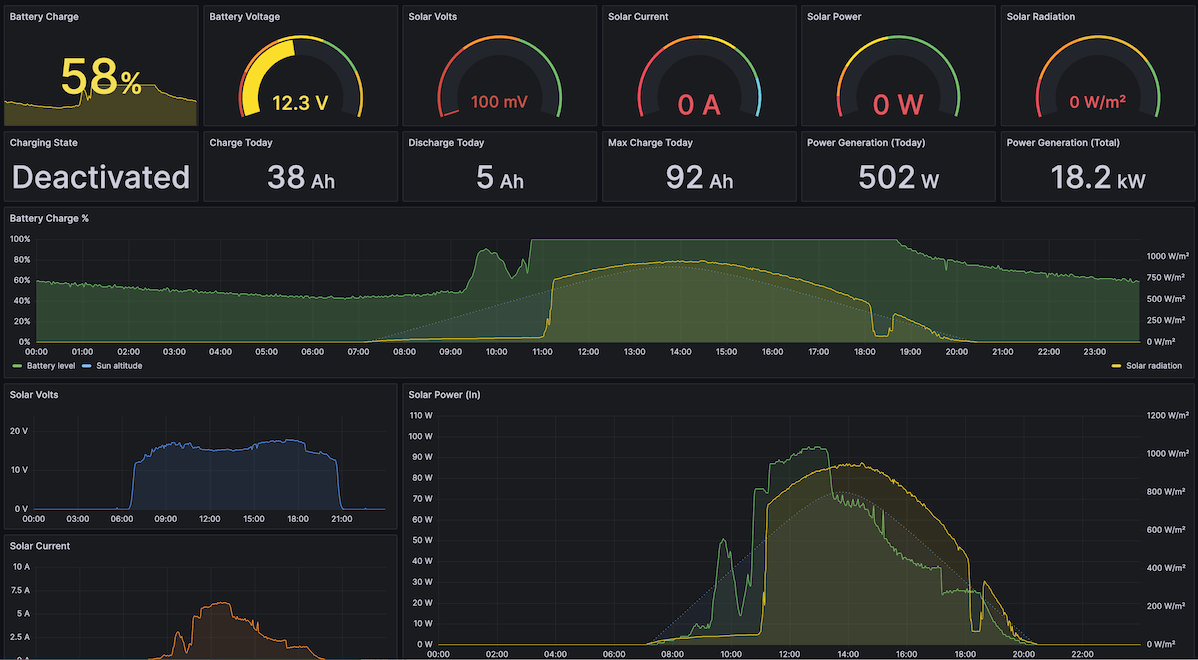 Battery Charge
58%
Battery Voltage
12.3 V
Solar Volts
100 mV
Solar Current
0 A
Solar Power
0 W
Solar Radiation
0 W/m²
Charging State
Deactivated
Charge Today
38 Ah
Discharge Today
5 Ah
Max Charge Today
92 Ah
Power Generation (Today)
502 W
Power Generation (Total)
18.2 kW
Battery Charge %
100%
80%
60%
40%
20%
0%
1000 W/m²
750 W/m²
500 W/m²
250 W/m²
0 W/m²
00:00 01:00 02:00 03:00 04:00 05:00 06:00 07:00 08:00 09:00 10:00 11:00 12:00 13:00 14:00 15:00 16:00 17:00 18:00 19:00 20:00 21:00 22:00 23:00
Battery level Sun altitude Solar radiation
Solar Volts
20 V
10 V
0 V
00:00 03:00 06:00 09:00 12:00 15:00 18:00 21:00
Solar Current
10 A
7.5 A
5 A
2.5 A
0 A
Solar Power (In)
110 W
100 W
90 W
80 W
70 W
60 W
50 W
40 W
30 W
20 W
10 W
0 W
1200 W/m²
1000 W/m²
800 W/m²
600 W/m²
400 W/m²
200 W/m²
0 W/m²
00:00 02:00 04:00 06:00 08:00 10:00 12:00 14:00 16:00 18:00 20:00 22:00